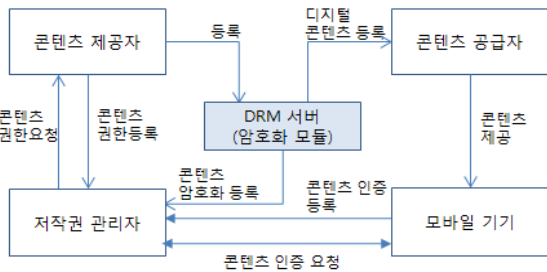 콘텐츠 제공자
등록
디지털
콘텐츠 등록
콘텐츠 공급자
DRM 서버
(암호화 모듈)
콘텐츠
권한요청
콘텐츠
권한등록
콘텐츠
제공
콘텐츠
암호화 등록
콘텐츠 인증
등록
저작권 관리자
모바일 기기
콘텐츠 인증 요청